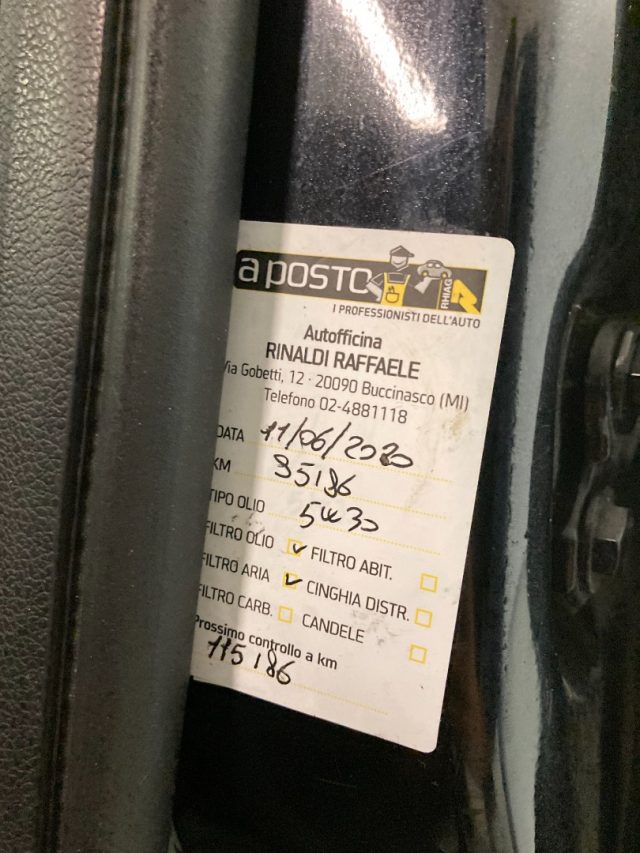 a POSTO
RHIAG
I PROFESSIONISTI DELL'AUTO
Autofficina
RINALDI RAFFAELE
Via Gobetti, 12 - 20090 Buccinasco (MI)
Telefono 02-4881118
DATA 11/06/2020
KM 95186
TIPO OLIO 5W30
FILTRO OLIO FILTRO ABIT.
FILTRO ARIA CINGHIA DISTR.
FILTRO CARB. CANDELE
Prossimo controllo a km
115186